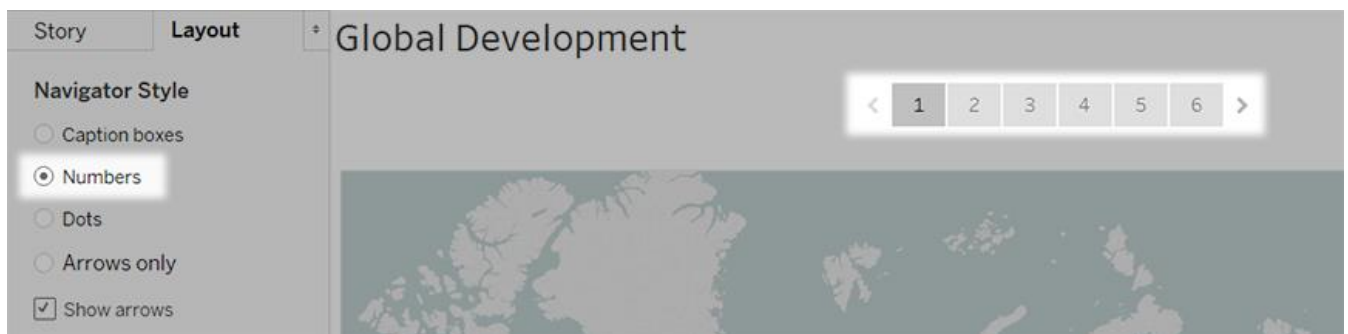 Story Layout
Global Development
Navigator Style
< 1 2 3 4 5 6 >
Caption boxes
Numbers
Dots
Arrows only
Show arrows